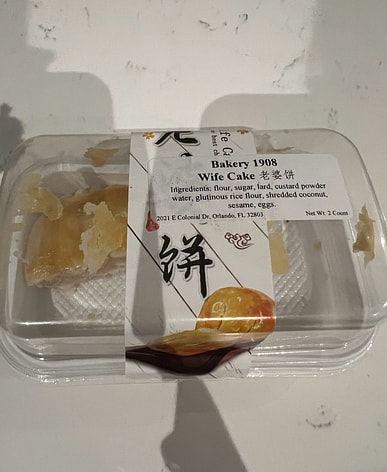 Bakery 1908
Wife Cake 老婆饼
Ingredients: flour, sugar, lard, custard powder
water, glutinous rice flour, shredded coconut,
sesame, eggs.
2021 E Colonial Dr, Orlando, FL 32803
Net Wt. 2 Count
老
饼